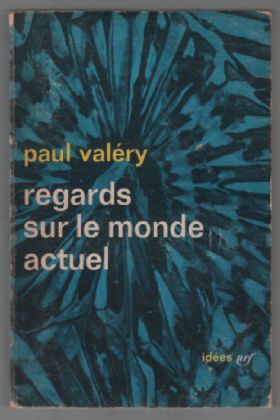 paul valéry
regards
sur le monde
actuel
idées nrf